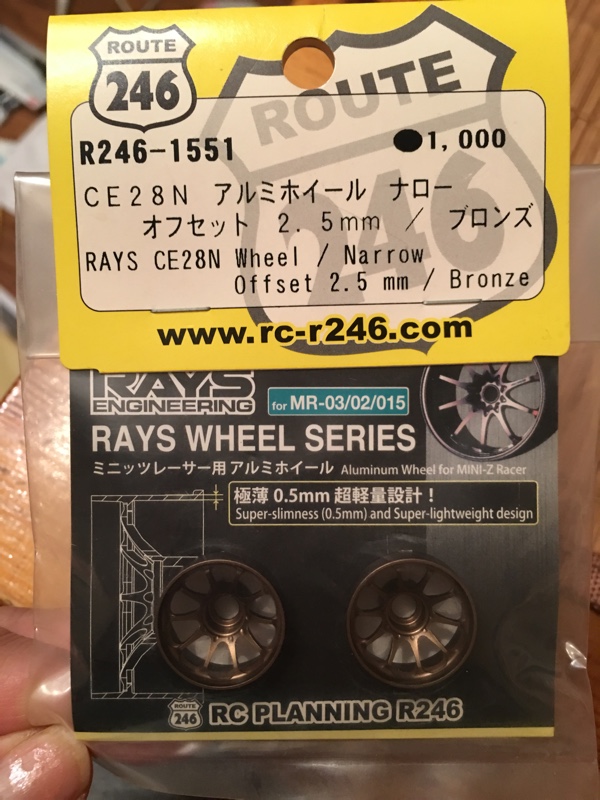 ROUTE
246
ROUTE
246
R246-1551
●1,000
CE28N アルミホイール ナロー
オフセット 2.5mm / ブロンズ
RAYS CE28N Wheel / Narrow
Offset 2.5 mm / Bronze
www.rc-r246.com
RAYS
ENGINEERING
for MR-03/02/015
RAYS WHEEL SERIES
ミニッツレーサー用アルミホイール Aluminum Wheel for MINI-Z Racer
極薄0.5mm 超軽量設計!
Super-slimness (0.5mm) and Super-lightweight design
ROUTE
246 RC PLANNING R246